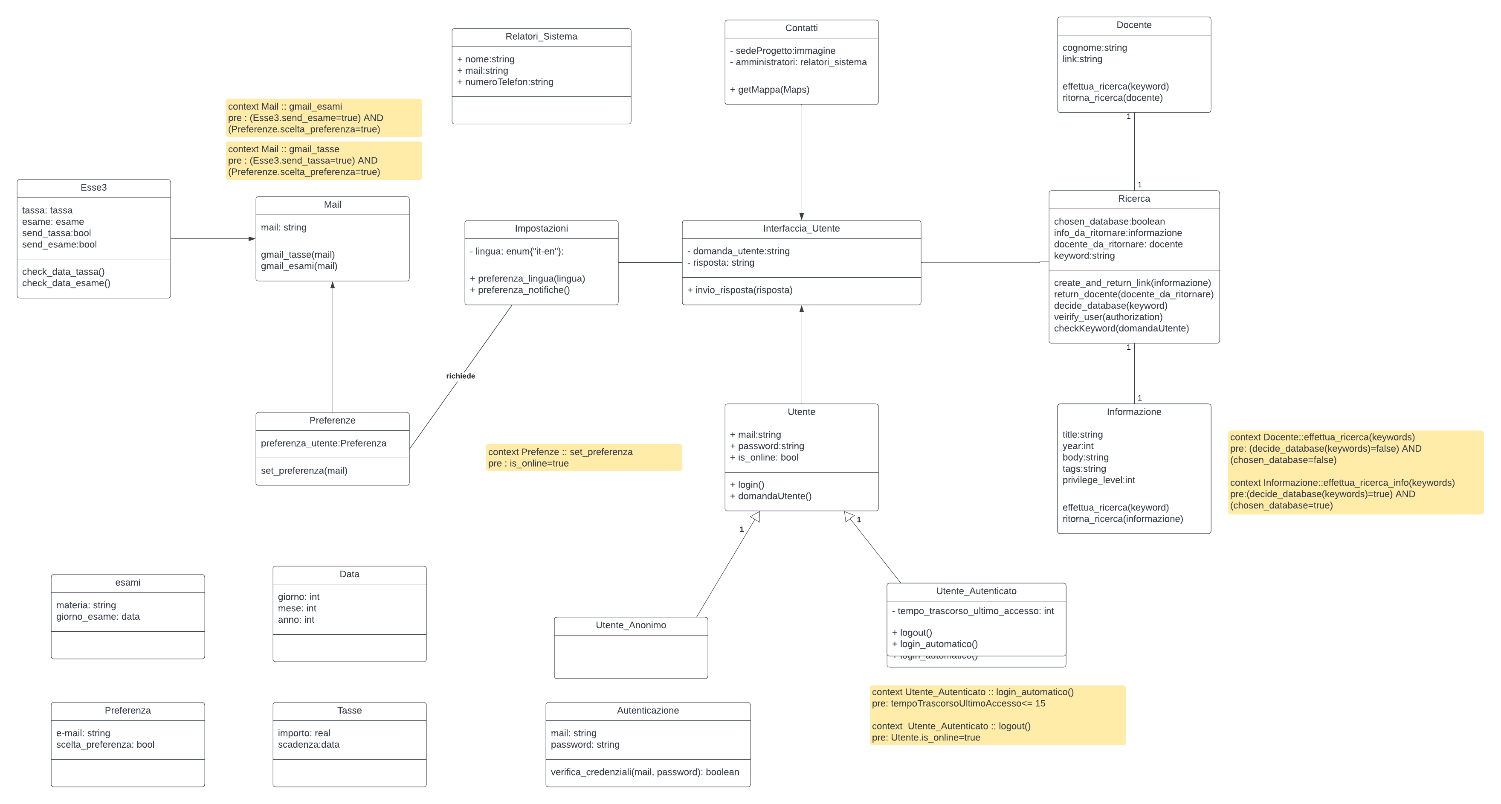 Relatori_Sistema
+ nome:string
+ mail:string
+ numeroTelefon:string
Contatti
- sedeProgetto:immagine
- amministratori: relatori_sistema
+ getMappa(Maps)
Docente
cognome:string
link:string
effettua_ricerca(keyword)
ritorna_ricerca(docente)
1
1
context Mail :: gmail_esami
pre : (Esse3.send_esame=true) AND
(Preferenze.scelta_preferenza=true)
context Mail :: gmail_tasse
pre : (Esse3.send_tassa=true) AND
(Preferenze.scelta_preferenza=true)
Esse3
tassa: tassa
esame: esame
send_tassa:bool
send_esame:bool
check_data_tassa()
check_data_esame()
Mail
mail: string
gmail_tasse(mail)
gmail_esami(mail)
Impostazioni
- lingua: enum{"it-en"};
+ preferenza_lingua(lingua)
+ preferenza_notifiche()
Interfaccia_Utente
- domanda_utente:string
- risposta: string
+ invio_risposta(risposta)
Ricerca
chosen_database:boolean
info_da_ritornare:informazione
docente_da_ritornare: docente
keyword:string
create_and_return_link(informazione)
return_docente(docente_da_ritornare)
decide_database(keyword)
veirify_user(authorization)
checkKeyword(domandaUtente)
1
1
richiede
Preferenze
preferenza_utente:Preferenza
set_preferenza(mail)
context Prefenze :: set_preferenza
pre : is_online=true
Utente
+ mail:string
+ password:string
+ is_online: bool
+ login()
+ domandaUtente()
1
1
Informazione
title:string
year:int
body:string
tags:string
privilege_level:int
effettua_ricerca(keyword)
ritorna_ricerca(informazione)
context Docente::effettua_ricerca(keywords)
pre: (decide_database(keywords)=false) AND
(chosen_database=false)
context Informazione::effettua_ricerca_info(keywords)
pre:(decide_database(keywords)=true) AND
(chosen_database=true)
esami
materia: string
giorno_esame: data
Data
giorno: int
mese: int
anno: int
Utente_Anonimo
Utente_Autenticato
- tempo_trascorso_ultimo_accesso: int
+ logout()
+ login_automatico()
+ login_automatico()
Preferenza
e-mail: string
scelta_preferenza: bool
Tasse
importo: real
scadenza:data
Autenticazione
mail: string
password: string
verifica_credenziali(mail, password): boolean
context Utente_Autenticato :: login_automatico()
pre: tempoTrascorsoUltimoAccesso<= 15
context  Utente_Autenticato :: logout()
pre: Utente.is_online=true